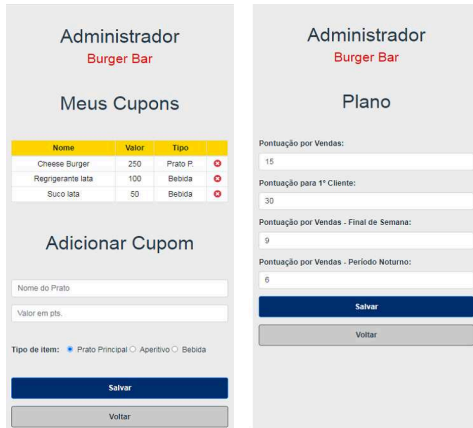 Administrador
Burger Bar
Meus Cupons
Nome Valor Tipo
Cheese Burger 250 Prato P.
Regrigerante lata 100 Bebida
Suco lata 50 Bebida
Adicionar Cupom
Nome do Prato
Valor em pts.
Tipo de item: Prato Principal Aperitivo Bebida
Salvar
Voltar
Administrador
Burger Bar
Plano
Pontuação por Vendas:
15
Pontuação para 1º Cliente:
30
Pontuação por Vendas - Final de Semana:
9
Pontuação por Vendas - Período Noturno:
6
Salvar
Voltar